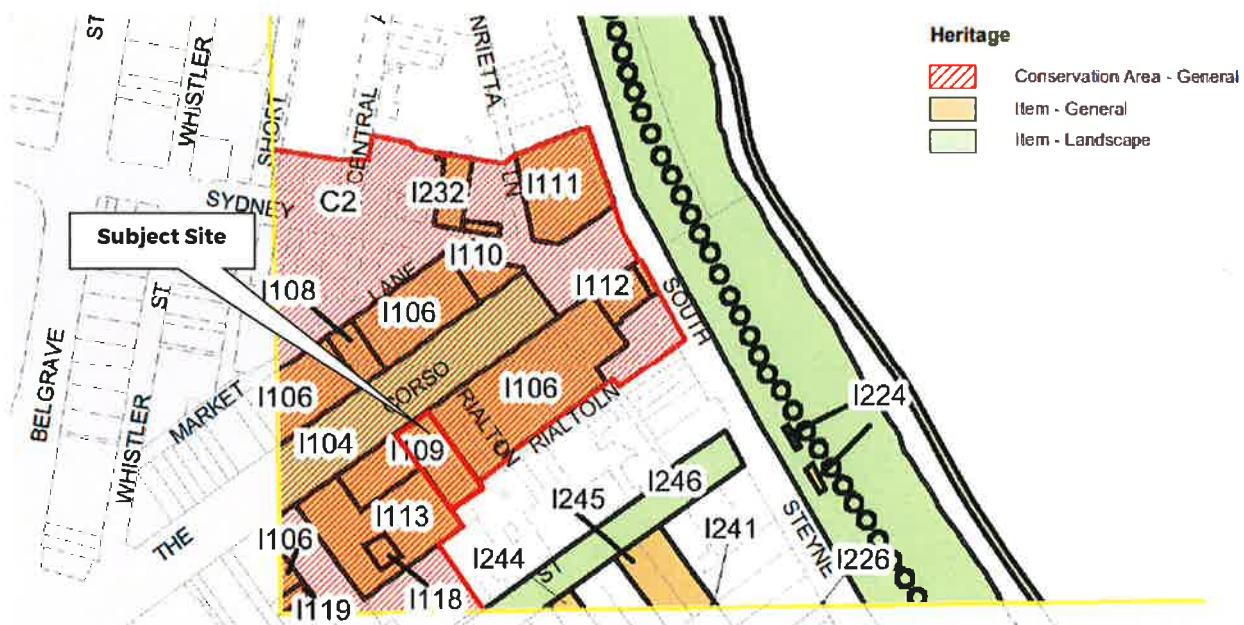 ST
WHISTLER
SHORT
CENTRAL
NRIETTA
LN
Heritage
Conservation Area - General
Item - General
Item - Landscape
SYDNEY
C2
I232
I111
Subject Site
I110
I108
LANE
I106
I112
SOUTH
BELGRAVE
WHISTLER
ST
MARKET
I106
CORSO
I106
RIALTO LN
RIALTO LN
I104
I109
I224
THE
I113
I245
I246
I106
I244
ST
I241
STEYNE
I226
I119
I118